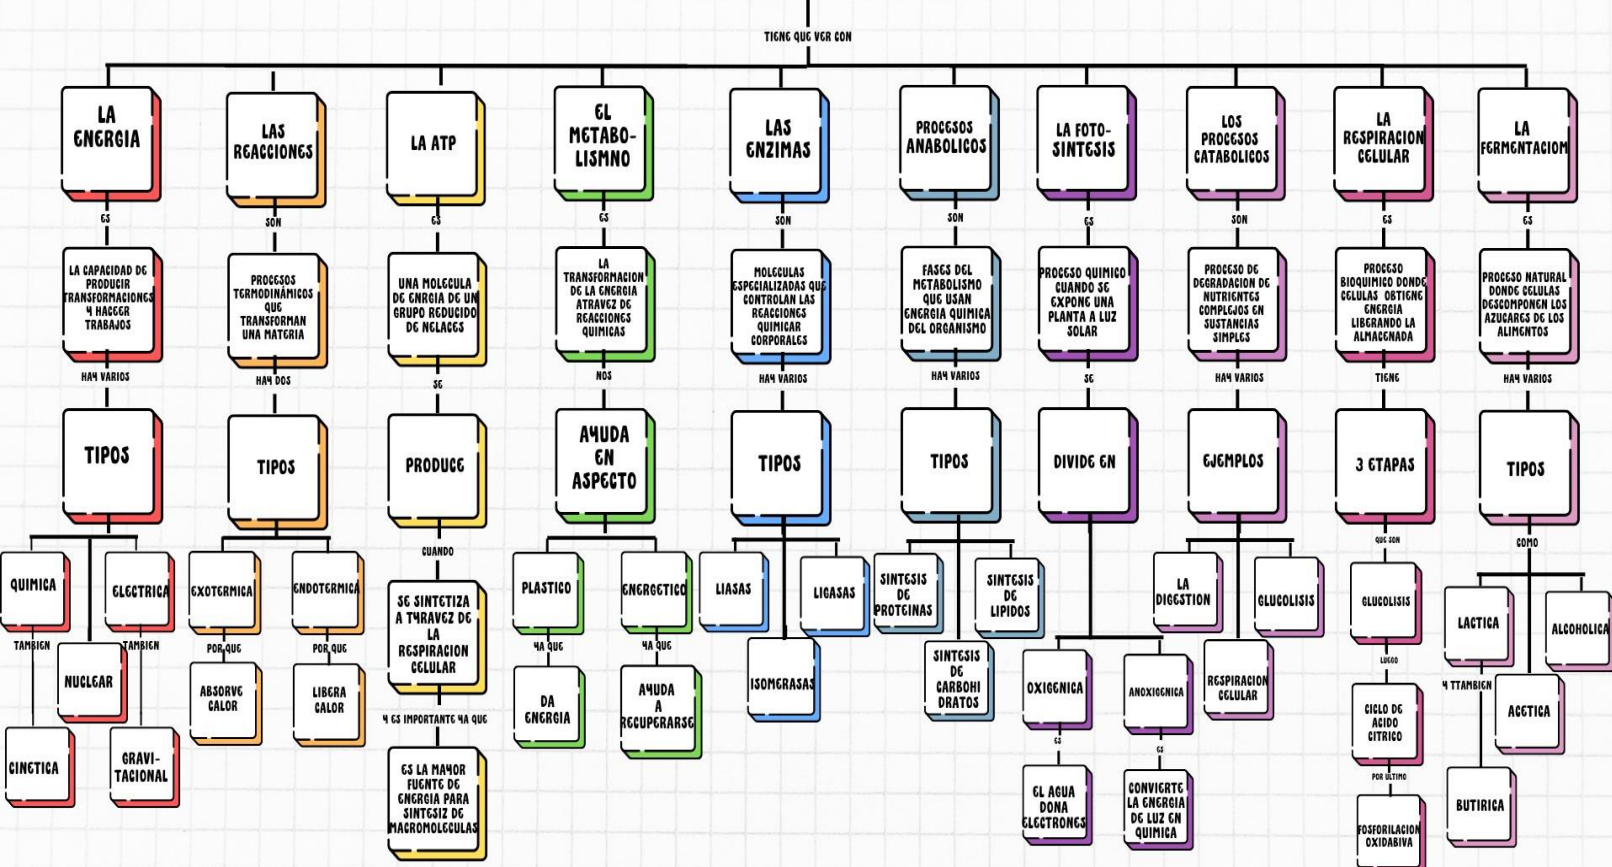 TIENE QUE VER CON
LA
ENERGIA
ES
LA CAPACIDAD DE
PRODUCIR
TRANSFORMACIONES
Y HACEER
TRABAJOS
HAY VARIOS
TIPOS
QUIMICA
ELECTRICA
TAMBIEN
TAMBIEN
NUCLEAR
CINETICA
GRAVI-
TACIONAL
LAS
REACCIONES
SON
PROCESOS
TERMODINÁMICOS
QUE
TRANSFORMAN
UNA MATERIA
HAY DOS
TIPOS
EXOTERMICA
ENDOTERMICA
POR QUE
POR QUE
ABSORVE
CALOR
LIBERA
CALOR
LA ATP
ES
UNA MOLECULA
DE ENRGIA DE UN
GRUPO REDUCIDO
DE NELACES
SE
PRODUCE
CUANDO
SE SINTETIZA
A TYRAVEZ DE
LA
RESPIRACION
CELULAR
Y ES IMPORTANTE YA QUE
ES LA MAYOR
FUENTE DE
ENERGIA PARA
SINTESIZ DE
MACROMOLECULAS
EL
METABO-
LISMNO
ES
LA
TRANSFORMACION
DE LA ENERGIA
ATRAVEZ DE
REACCIONES
QUIMICAS
NOS
AYUDA
EN
ASPECTO
PLASTICO
ENERGETICO
YA QUE
YA QUE
DA
ENERGIA
AYUDA
A
RECUPERARSE
LAS
ENZIMAS
SON
MOLECULAS
ESPECIALIZADAS QUE
CONTROLAN LAS
REACCIONES
QUIMICAR
CORPORALES
HAY VARIOS
TIPOS
LIASAS
LIGASAS
ISOMERASAS
PROCESOS
ANABOLICOS
SON
FASES DEL
METABOLISMO
QUE USAN
ENERGIA QUIMICA
DEL ORGANISMO
HAY VARIOS
TIPOS
SINTESIS
DE
PROTEINAS
SINTESIS
DE
LIPIDOS
SINTESIS
DE
CARBOHI
DRATOS
LA FOTO-
SINTESIS
ES
PROCESO QUIMICO
CUANDO SE
EXPONE UNA
PLANTA A LUZ
SOLAR
SE
DIVIDE EN
OXIGENICA
ANOXIGENICA
ES
ES
EL AGUA
DONA
ELECTRONES
CONVIERTE
LA ENERGIA
DE LUZ EN
QUIMICA
LOS
PROCESOS
CATABOLICOS
SON
PROCESO DE
DEGRADACION DE
NUTRIENTES
COMPLEJOS EN
SUSTANCIAS
SIMPLES
HAY VARIOS
EJEMPLOS
LA
DIGESTION
GLUCOLISIS
RESPIRACION
CELULAR
LA
RESPIRACION
CELULAR
ES
PROCESO
BIOQUIMICO DONDE
CELULAS OBTIENE
ENERGIA
LIBERANDO LA
ALMACENADA
TIENE
3 ETAPAS
QUE SON
GLUCOLISIS
LUEGO
CICLO DE
ACIDO
CITRICO
POR ULTIMO
FOSFORILACION
OXIDABIVA
LA
FERMENTACIOM
ES
PROCESO NATURAL
DONDE CELULAS
DESCOMPONEN LOS
AZUCARES DE LOS
ALIMENTOS
HAY VARIOS
TIPOS
COMO
LACTICA
ALCOHOLICA
Y TTAMBIEN
ACETICA
BUTIRICA